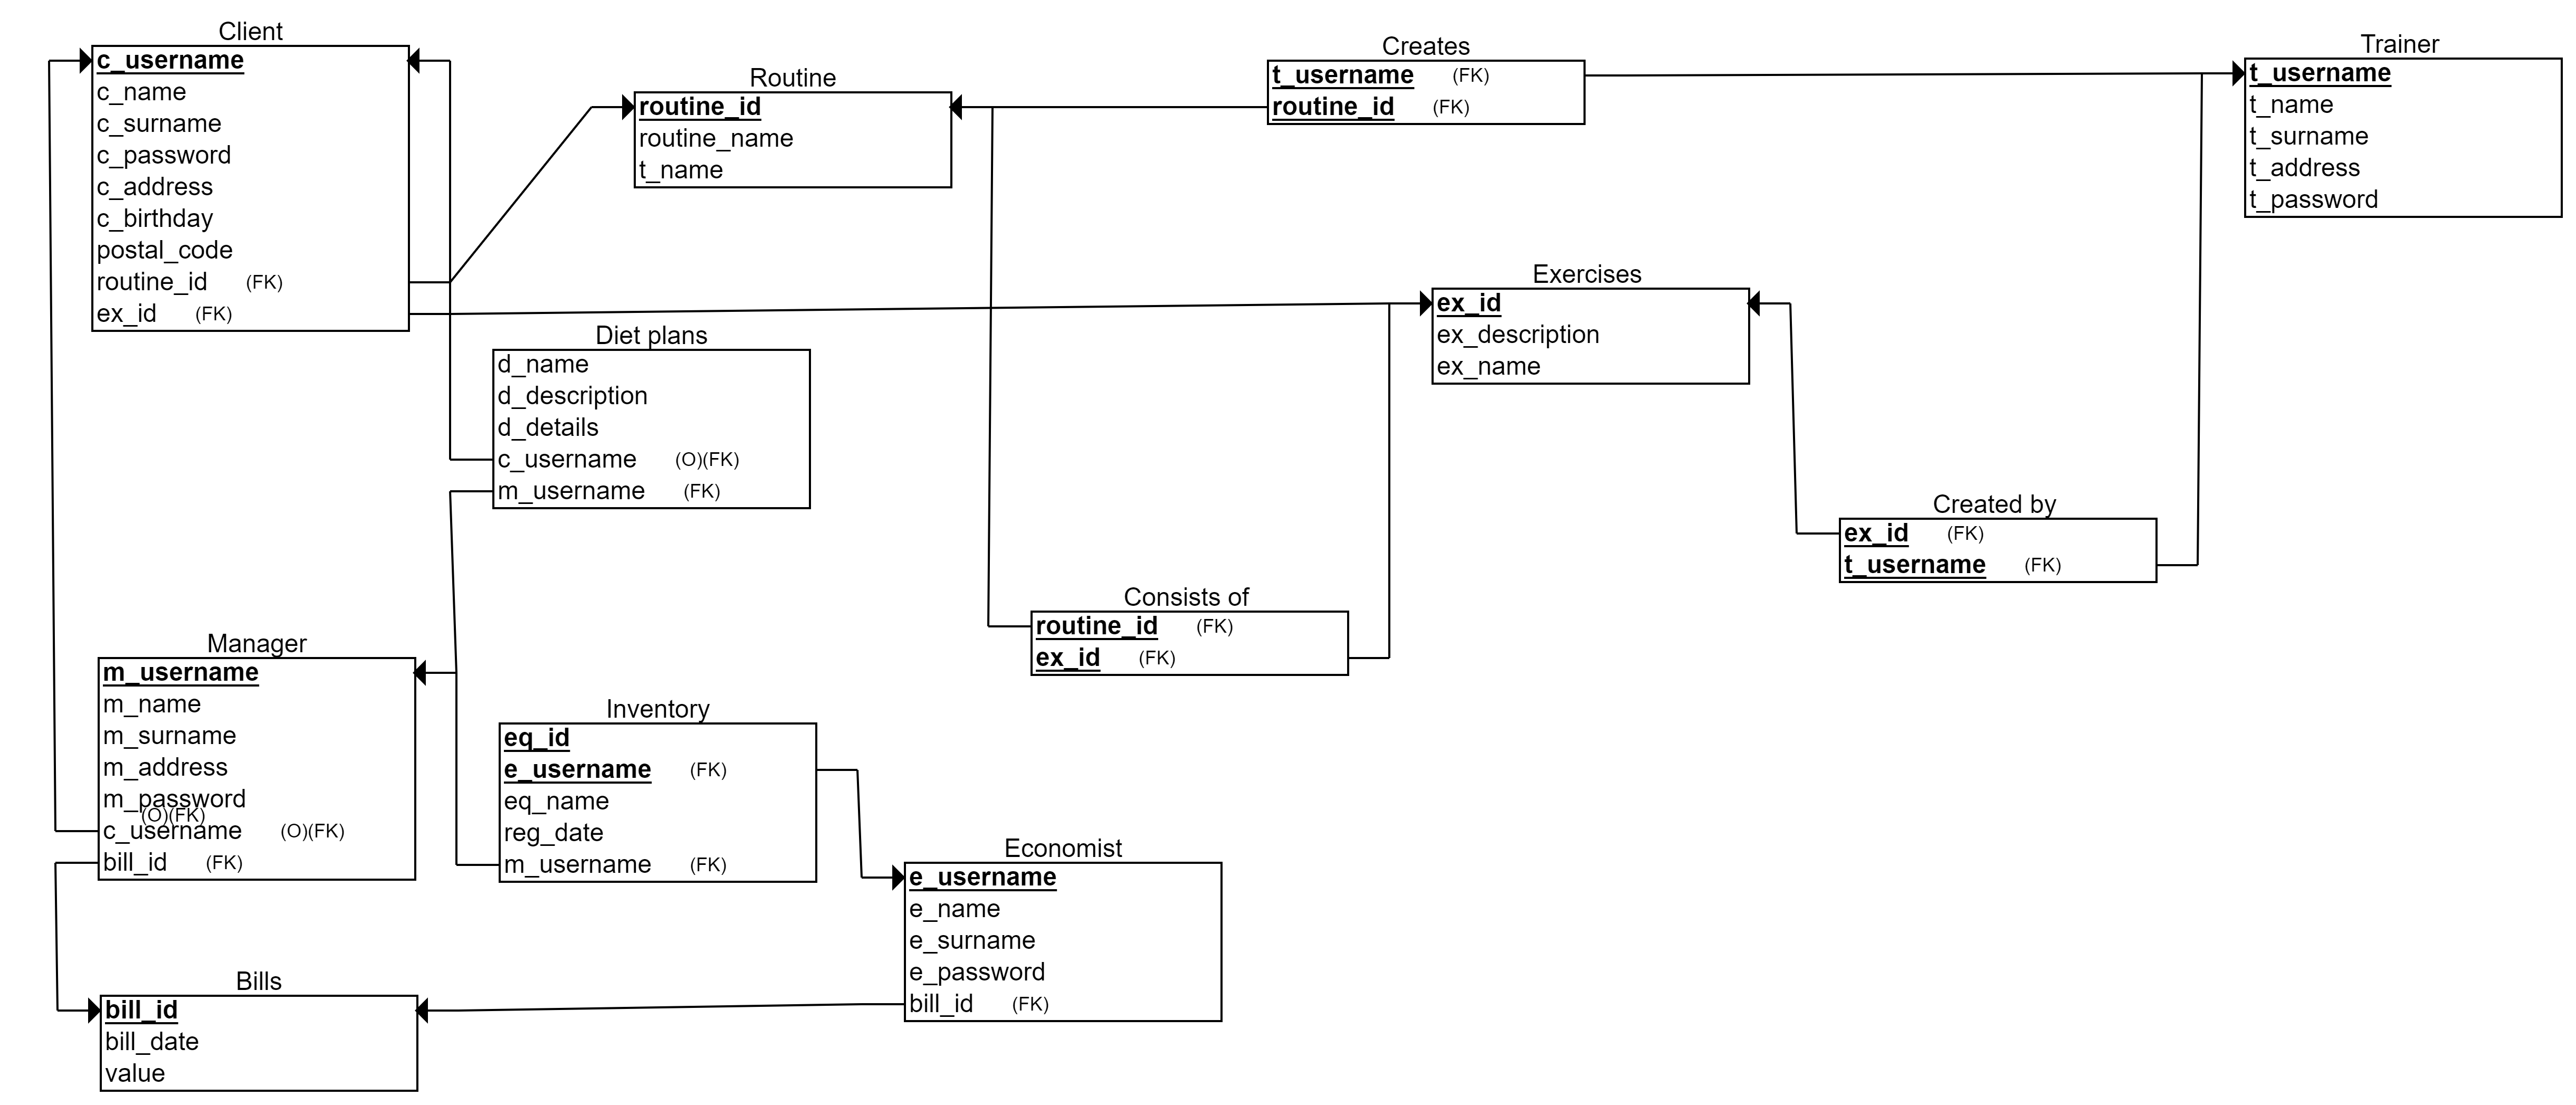 Client
c_username
c_name
c_surname
c_password
c_address
c_birthday
postal_code
routine_id (FK)
ex_id (FK)
Routine
routine_id
routine_name
t_name
Creates
t_username (FK)
routine_id (FK)
Trainer
t_username
t_name
t_surname
t_address
t_password
Exercises
ex_id
ex_description
ex_name
Diet plans
d_name
d_description
d_details
c_username (O)(FK)
m_username (FK)
Created by
ex_id (FK)
t_username (FK)
Consists of
routine_id (FK)
ex_id (FK)
Manager
m_username
m_name
m_surname
m_address
m_password
(O)(FK)
c_username (O)(FK)
bill_id (FK)
Inventory
eq_id
e_username (FK)
eq_name
reg_date
m_username (FK)
Economist
e_username
e_name
e_surname
e_password
bill_id (FK)
Bills
bill_id
bill_date
value